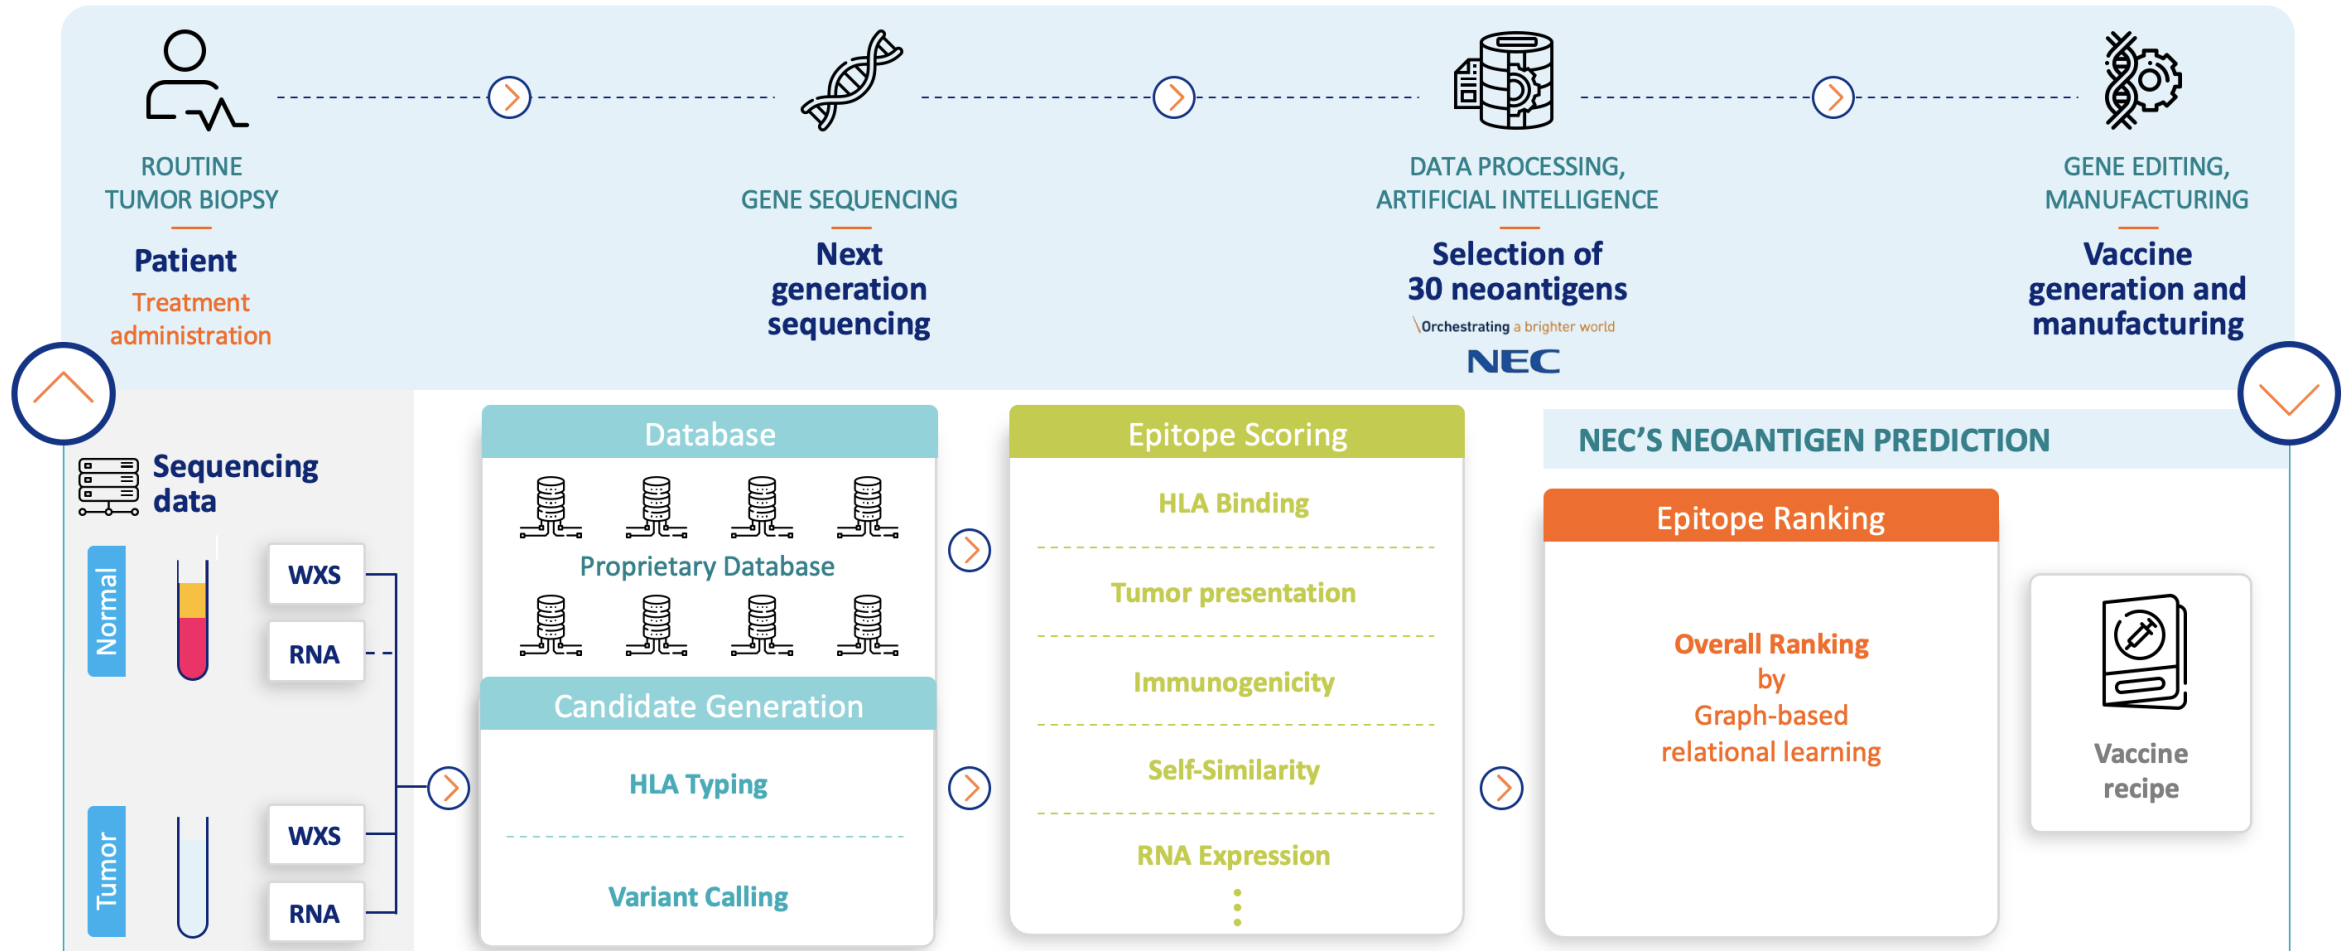 ROUTINE
TUMOR BIOPSY
Patient
Treatment
administration
GENE SEQUENCING
Next
generation
sequencing
DATA PROCESSING,
ARTIFICIAL INTELLIGENCE
Selection of
30 neoantigens
\Orchestrating a brighter world
NEC
GENE EDITING,
MANUFACTURING
Vaccine
generation and
manufacturing
Sequencing
data
Normal
WXS
RNA
Tumor
WXS
RNA
Database
Proprietary Database
Candidate Generation
HLA Typing
Variant Calling
Epitope Scoring
HLA Binding
Tumor presentation
Immunogenicity
Self-Similarity
RNA Expression
NEC'S NEOANTIGEN PREDICTION
Epitope Ranking
Overall Ranking
by
Graph-based
relational learning
Vaccine
recipe